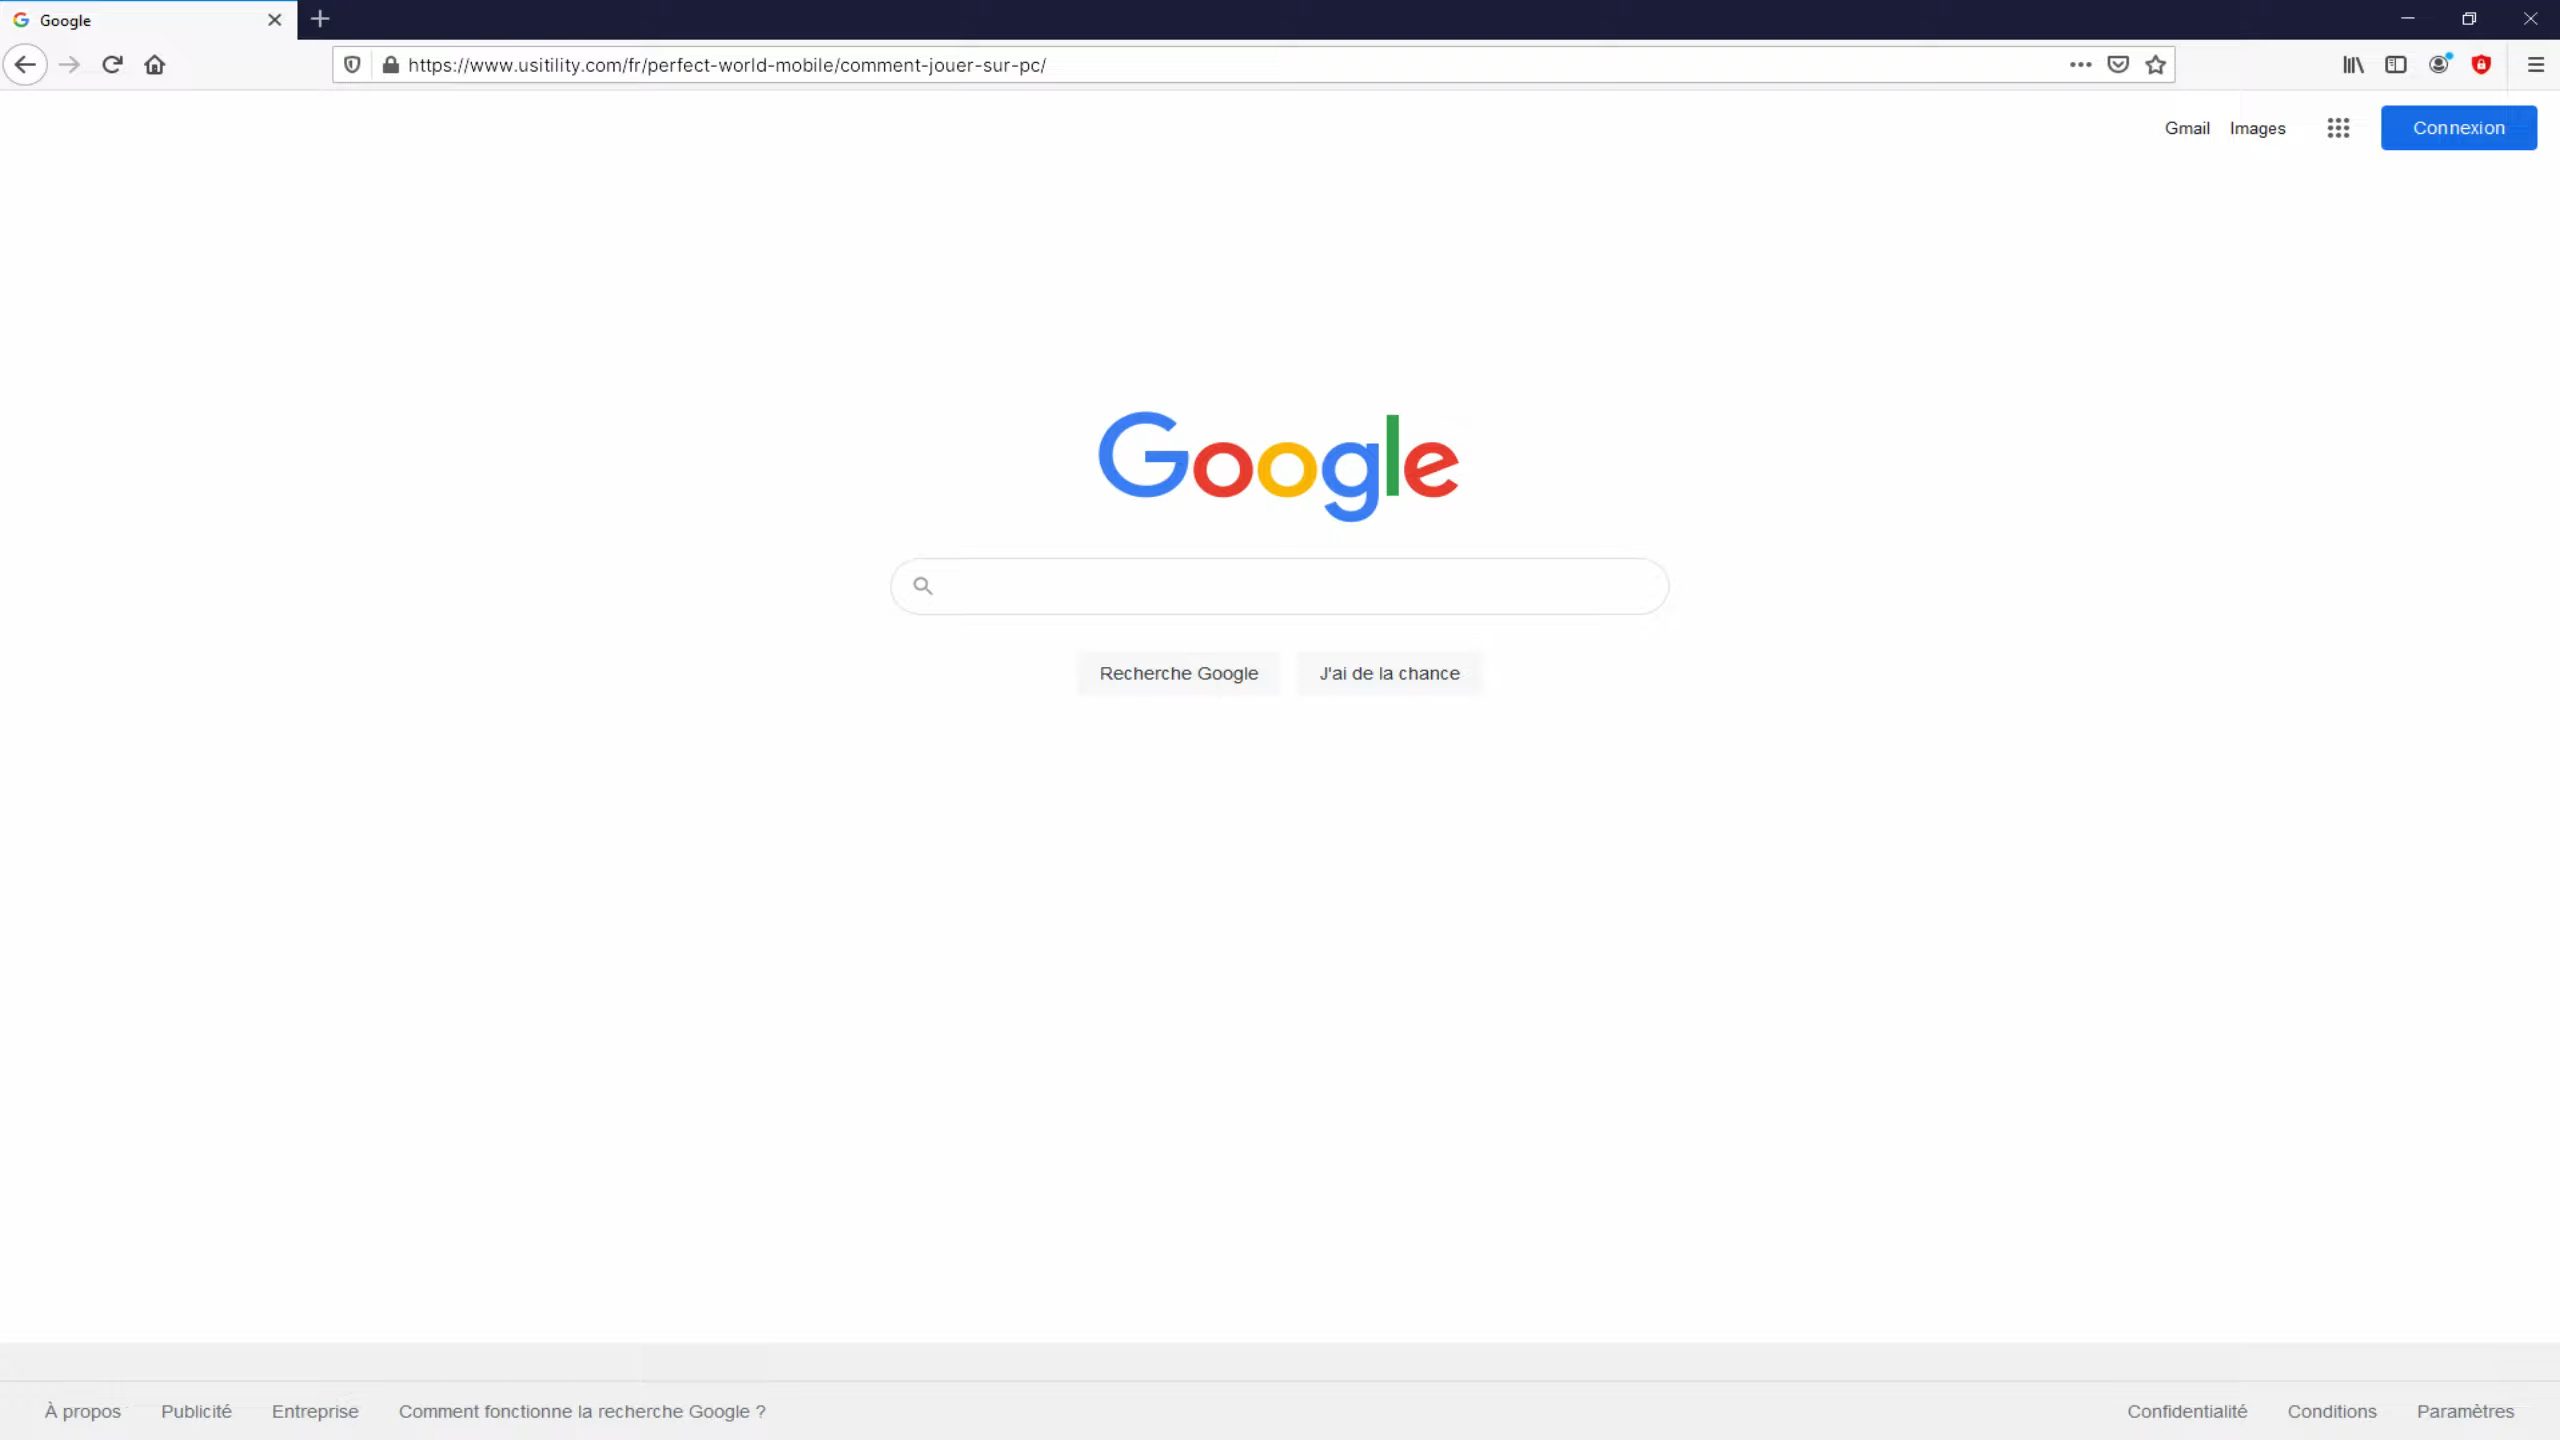 Google
https://www.usitility.com/fr/perfect-world-mobile/comment-jouer-sur-pc/
Gmail Images Connexion
Google
Recherche Google J'ai de la chance
À propos Publicité Entreprise Comment fonctionne la recherche Google ? Confidentialité Conditions Paramètres